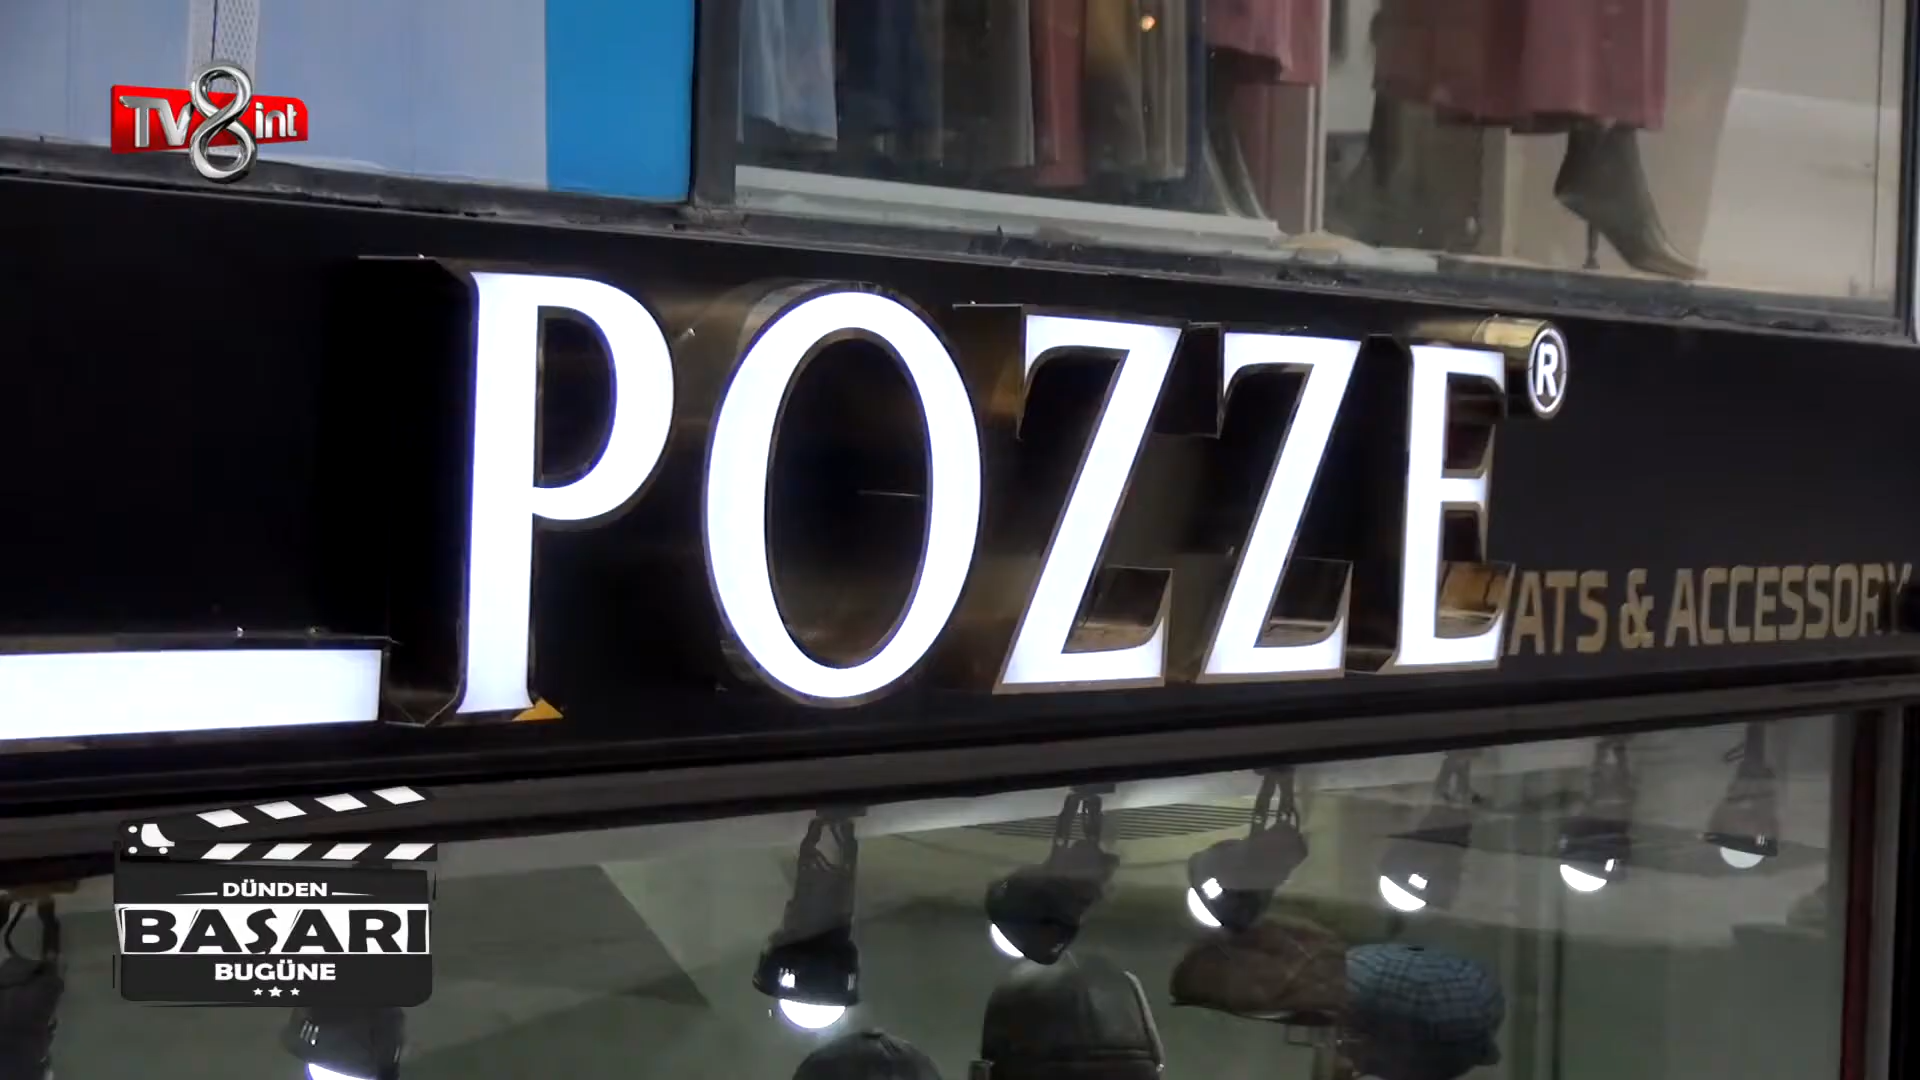 TV8int
POZZE®
ATS & ACCESSORY
DÜNDEN
BAŞARI
BUGÜNE